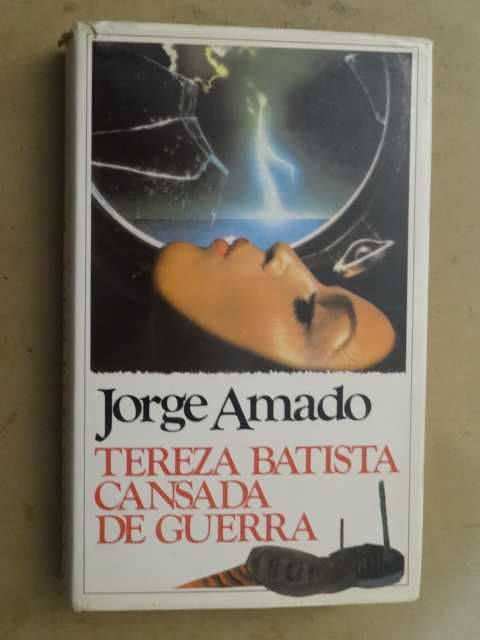 Jorge Amado
TEREZA BATISTA
CANSADA
DE GUERRA